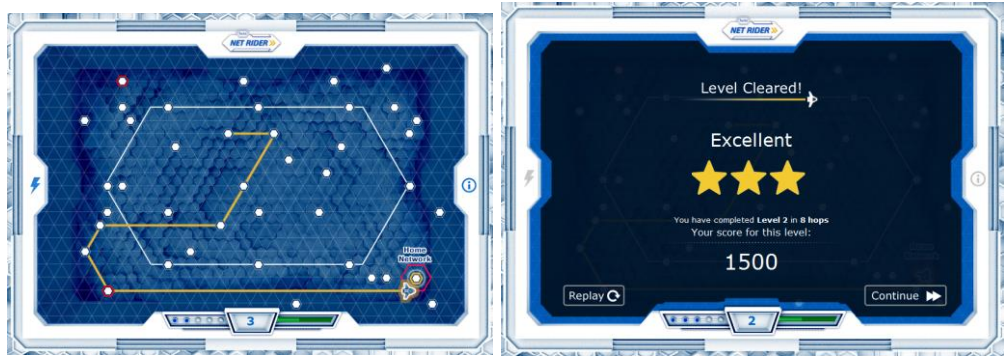 NET RIDER
Home
Network
3
NET RIDER
Level Cleared!
Excellent
You have completed Level 2 in 8 hops
Your score for this level:
1500
Replay
Continue
2